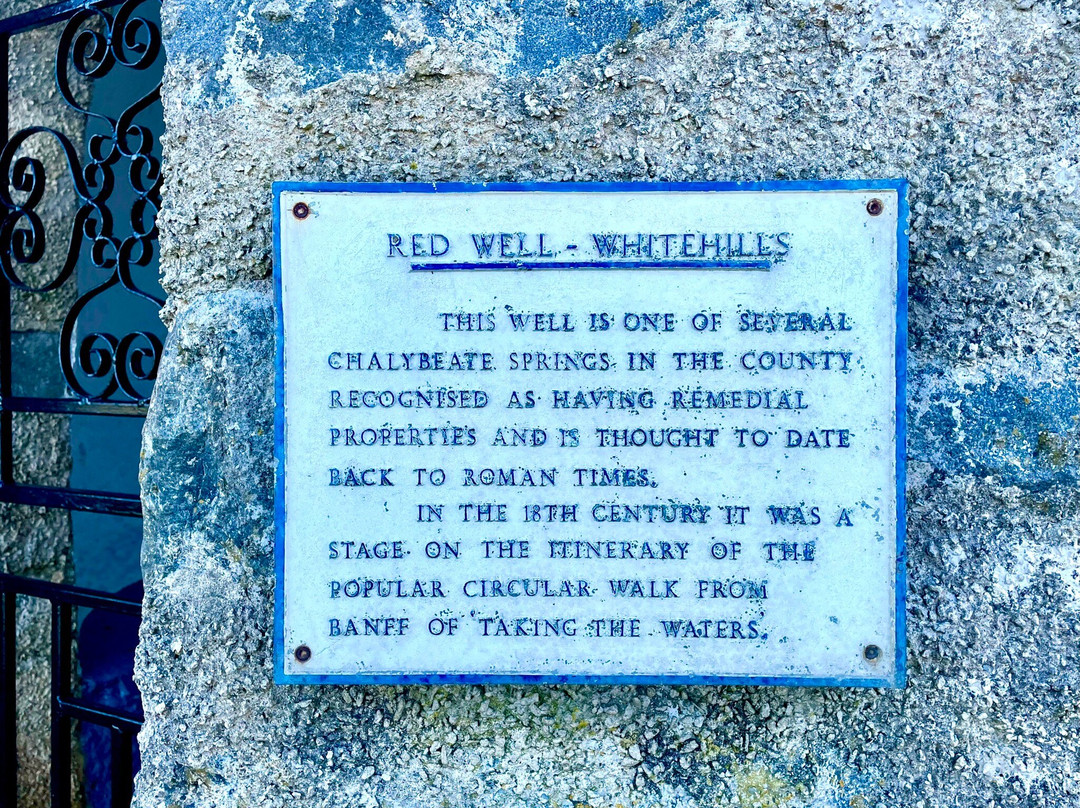 RED WELL - WHITEHILLS
THIS WELL IS ONE OF SEVERAL
CHALYBEATE SPRINGS IN THE COUNTY
RECOGNISED AS HAVING REMEDIAL
PROPERTIES AND IS THOUGHT TO DATE
BACK TO ROMAN TIMES.
IN THE 18TH CENTURY IT WAS A
STAGE ON THE ITINERARY OF THE
POPULAR CIRCULAR WALK FROM
BANFF OF TAKING THE WATERS.